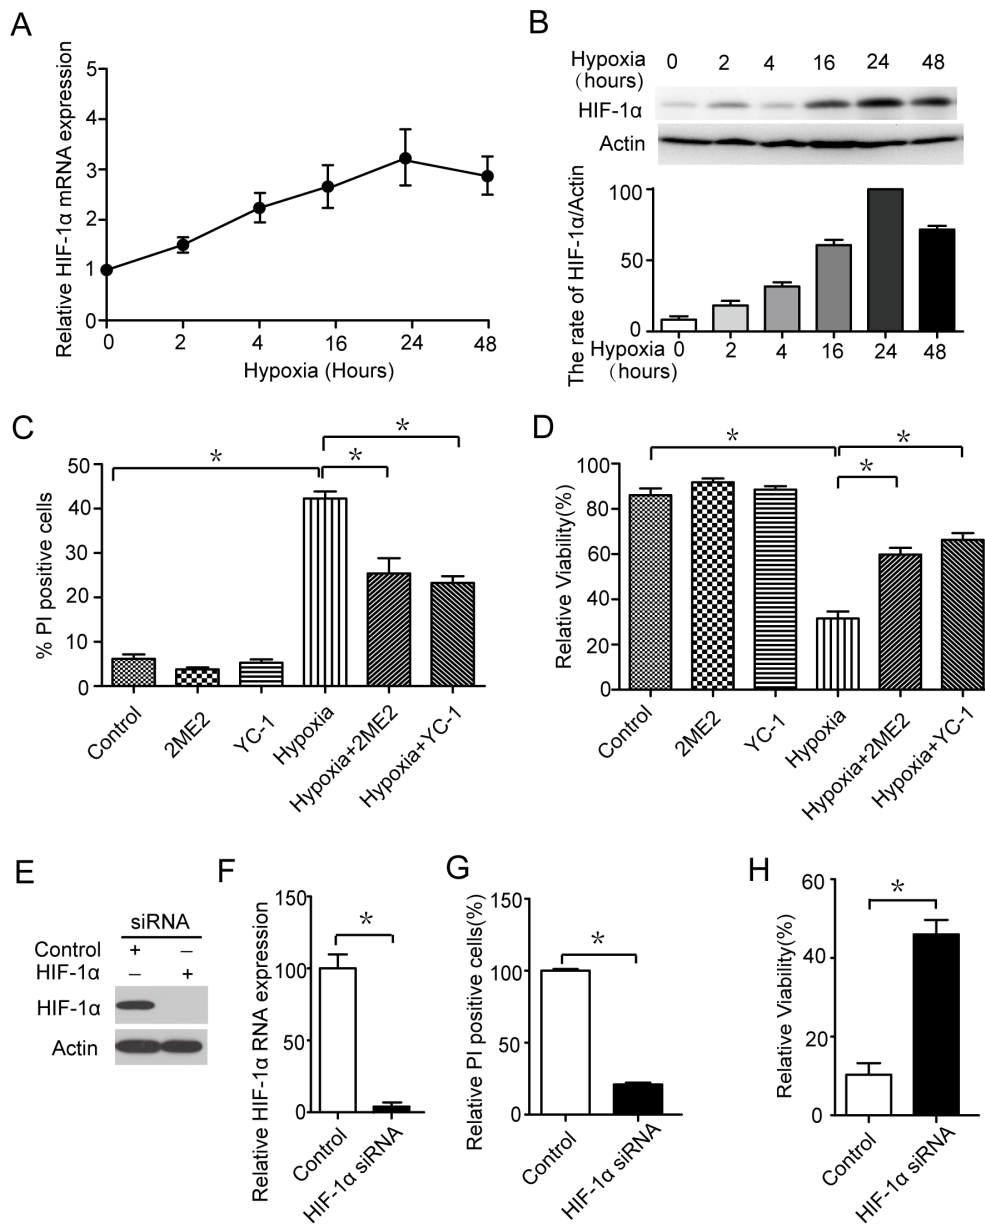 A
Relative HIF-1α mRNA expression
5
4
3
2
1
0
0 2 4 16 24 48
Hypoxia (Hours)
B
Hypoxia 0 2 4 16 24 48
(hours)
HIF-1α
Actin
The rate of HIF-1α/Actin
100
50
0
Hypoxia 0 2 4 16 24 48
(hours)
C
% PI positive cells
50
40
30
20
10
0
* * *
Control
2ME2
YC-1
Hypoxia
Hypoxia+2ME2
Hypoxia+YC-1
D
Relative Viability(%)
100
80
60
40
20
0
* * *
Control
2ME2
YC-1
Hypoxia
Hypoxia+2ME2
Hypoxia+YC-1
E
siRNA
Control + –
HIF-1α – +
HIF-1α
Actin
F
Relative HIF-1α RNA expression
150
100
50
0
*
Control
HIF-1α siRNA
G
Relative PI positive cells(%)
150
100
50
0
*
Control
HIF-1α siRNA
H
Relative Viability(%)
60
40
20
0
*
Control
HIF-1α siRNA